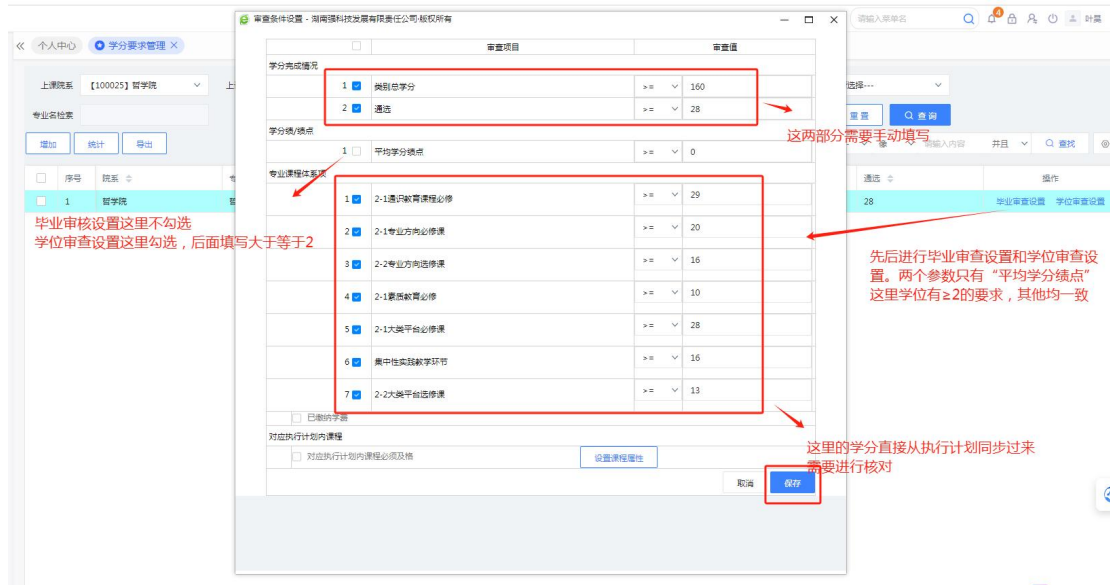 审查条件设置 - 湖南强科技发展有限责任公司·版权所有
请输入菜单名
4
叶昊
个人中心
学分要求管理
上课院系
【100025】哲学院
专业名检索
重置
查询
增加
统计
导出
请输入内容
并且
查找
序号
院系
通选
操作
1
哲学院
28
毕业审查设置 学位审查设置
审查项目
审查值
学分完成情况
1 类别总学分 >= 160
2 通选 >= 28
学分绩/绩点
1 平均学分绩点 >= 0
专业课程体系项
1 2-1通识教育课程必修 >= 29
2 2-1专业方向必修课 >= 20
3 2-2专业方向选修课 >= 16
4 2-1素质教育必修 >= 10
5 2-1大类平台必修课 >= 28
6 集中性实践教学环节 >= 16
7 2-2大类平台选修课 >= 13
已缴纳学费
对应执行计划内课程
对应执行计划内课程必须及格
设置课程属性
取消
保存
这两部分需要手动填写
毕业审核设置这里不勾选
学位审查设置这里勾选，后面填写大于等于2
先后进行毕业审查设置和学位审查设
置。两个参数只有“平均学分绩点”
这里学位有≥2的要求，其他均一致
这里的学分直接从执行计划同步过来
需要进行核对